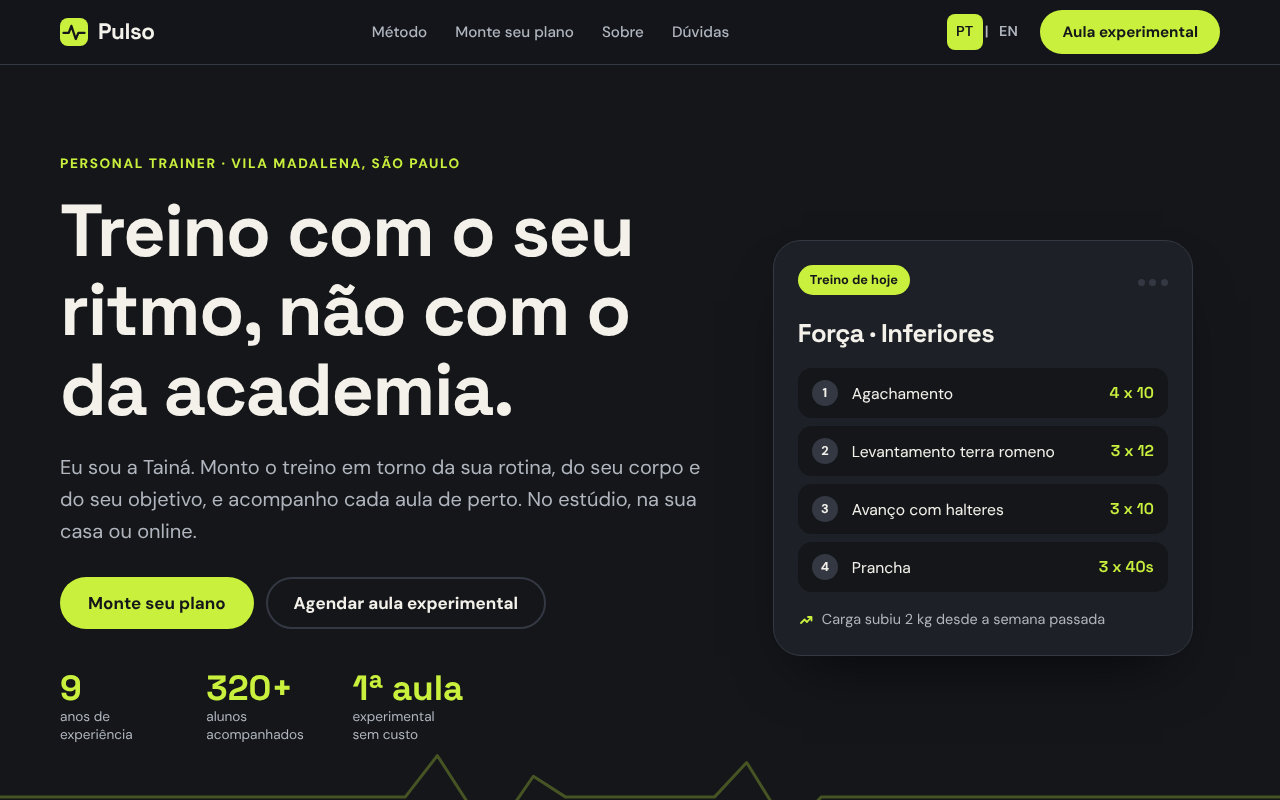 Pulso
Método
Monte seu plano
Sobre
Dúvidas
PT | EN
Aula experimental
PERSONAL TRAINER · VILA MADALENA, SÃO PAULO
Treino com o seu
ritmo, não com o
da academia.
Eu sou a Tainá. Monto o treino em torno da sua rotina, do seu corpo e
do seu objetivo, e acompanho cada aula de perto. No estúdio, na sua
casa ou online.
Monte seu plano
Agendar aula experimental
9
anos de
experiência
320+
alunos
acompanhados
1ª aula
experimental
sem custo
Treino de hoje
Força · Inferiores
1 Agachamento 4 x 10
2 Levantamento terra romeno 3 x 12
3 Avanço com halteres 3 x 10
4 Prancha 3 x 40s
Carga subiu 2 kg desde a semana passada